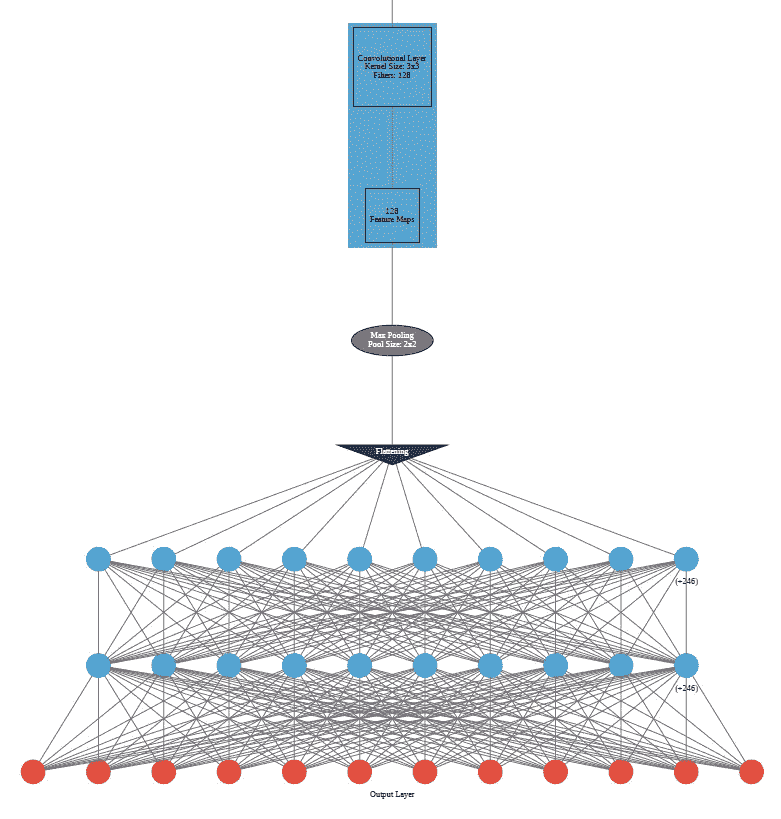 Convolutional Layer
Kernel Size: 3x3
Filters: 128
128
Feature Maps
Max Pooling
Pool Size: 2x2
Flattening
(+246)
(+246)
Output Layer